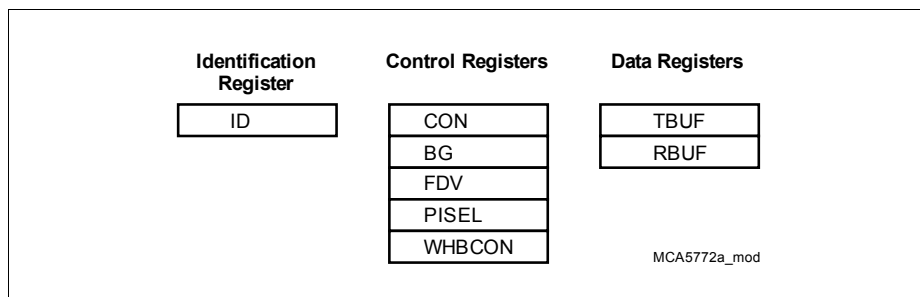 Identification
Register
ID
Control Registers
CON
BG
FDV
PISEL
WHBCON
Data Registers
TBUF
RBUF
MCA5772a_mod